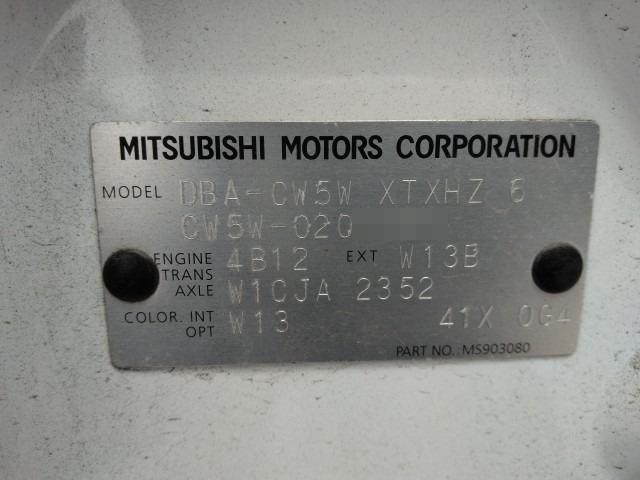 MITSUBISHI MOTORS CORPORATION
MODEL DBA-CW5W XTXHZ 6
CW5W-020
ENGINE 4B12 EXT W13B
TRANS
AXLE W1CJA 2352
COLOR. INT W13 41X 0G4
OPT
PART NO.: MS903080